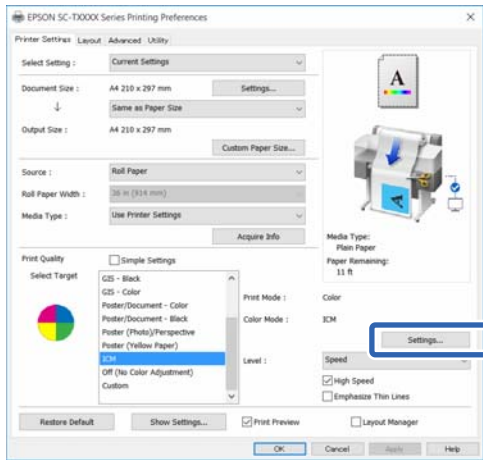 EPSON SC-TXXXX Series Printing Preferences
Printer Settings Layout Advanced Utility
Select Setting : Current Settings
Document Size : A4 210 x 297 mm Settings...
Same as Paper Size
Output Size : A4 210 x 297 mm
Custom Paper Size...
Source : Roll Paper
Roll Paper Width : 36 in (914 mm)
Media Type : Use Printer Settings
Acquire Info
A
Media Type:
Plain Paper
Paper Remaining:
11 ft
Print Quality Simple Settings
Select Target
GIS - Black
GIS - Color
Poster/Document - Color
Poster/Document - Black
Poster (Photo)/Perspective
Poster (Yellow Paper)
ICM
Off (No Color Adjustment)
Custom
Print Mode : Color
Color Mode : ICM
Settings...
Level : Speed
High Speed
Emphasize Thin Lines
Restore Default Show Settings... Print Preview Layout Manager
OK Cancel Apply Help